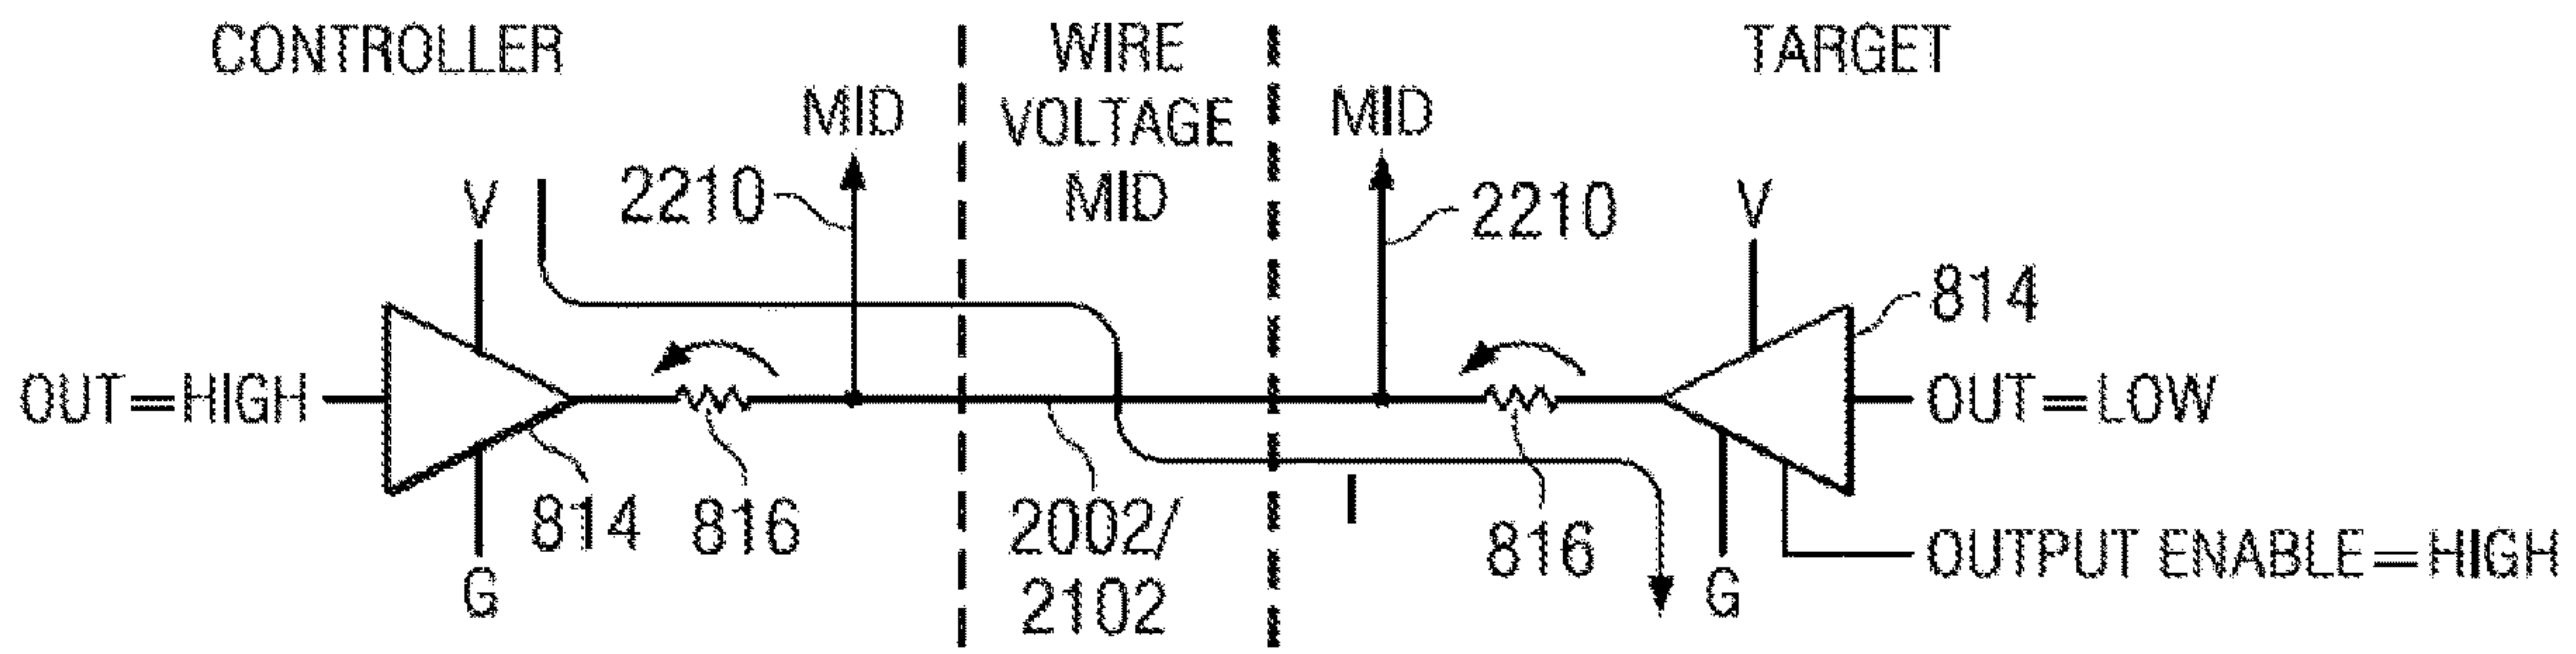 CONTROLLER
WIRE
VOLTAGE
MID
TARGET
MID
MID
V
2210
2210
V
814
OUT=HIGH
OUT=LOW
814
816
2002/
2102
I
816
OUTPUT ENABLE=HIGH
G
G